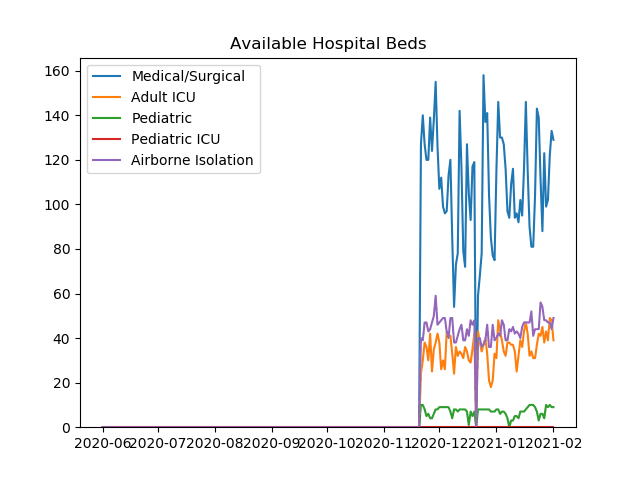 Available Hospital Beds
Medical/Surgical
Adult ICU
Pediatric
Pediatric ICU
Airborne Isolation
160
140
120
100
80
60
40
20
0
2020-06 2020-07 2020-08 2020-09 2020-10 2020-11 2020-12 2021-01 2021-02